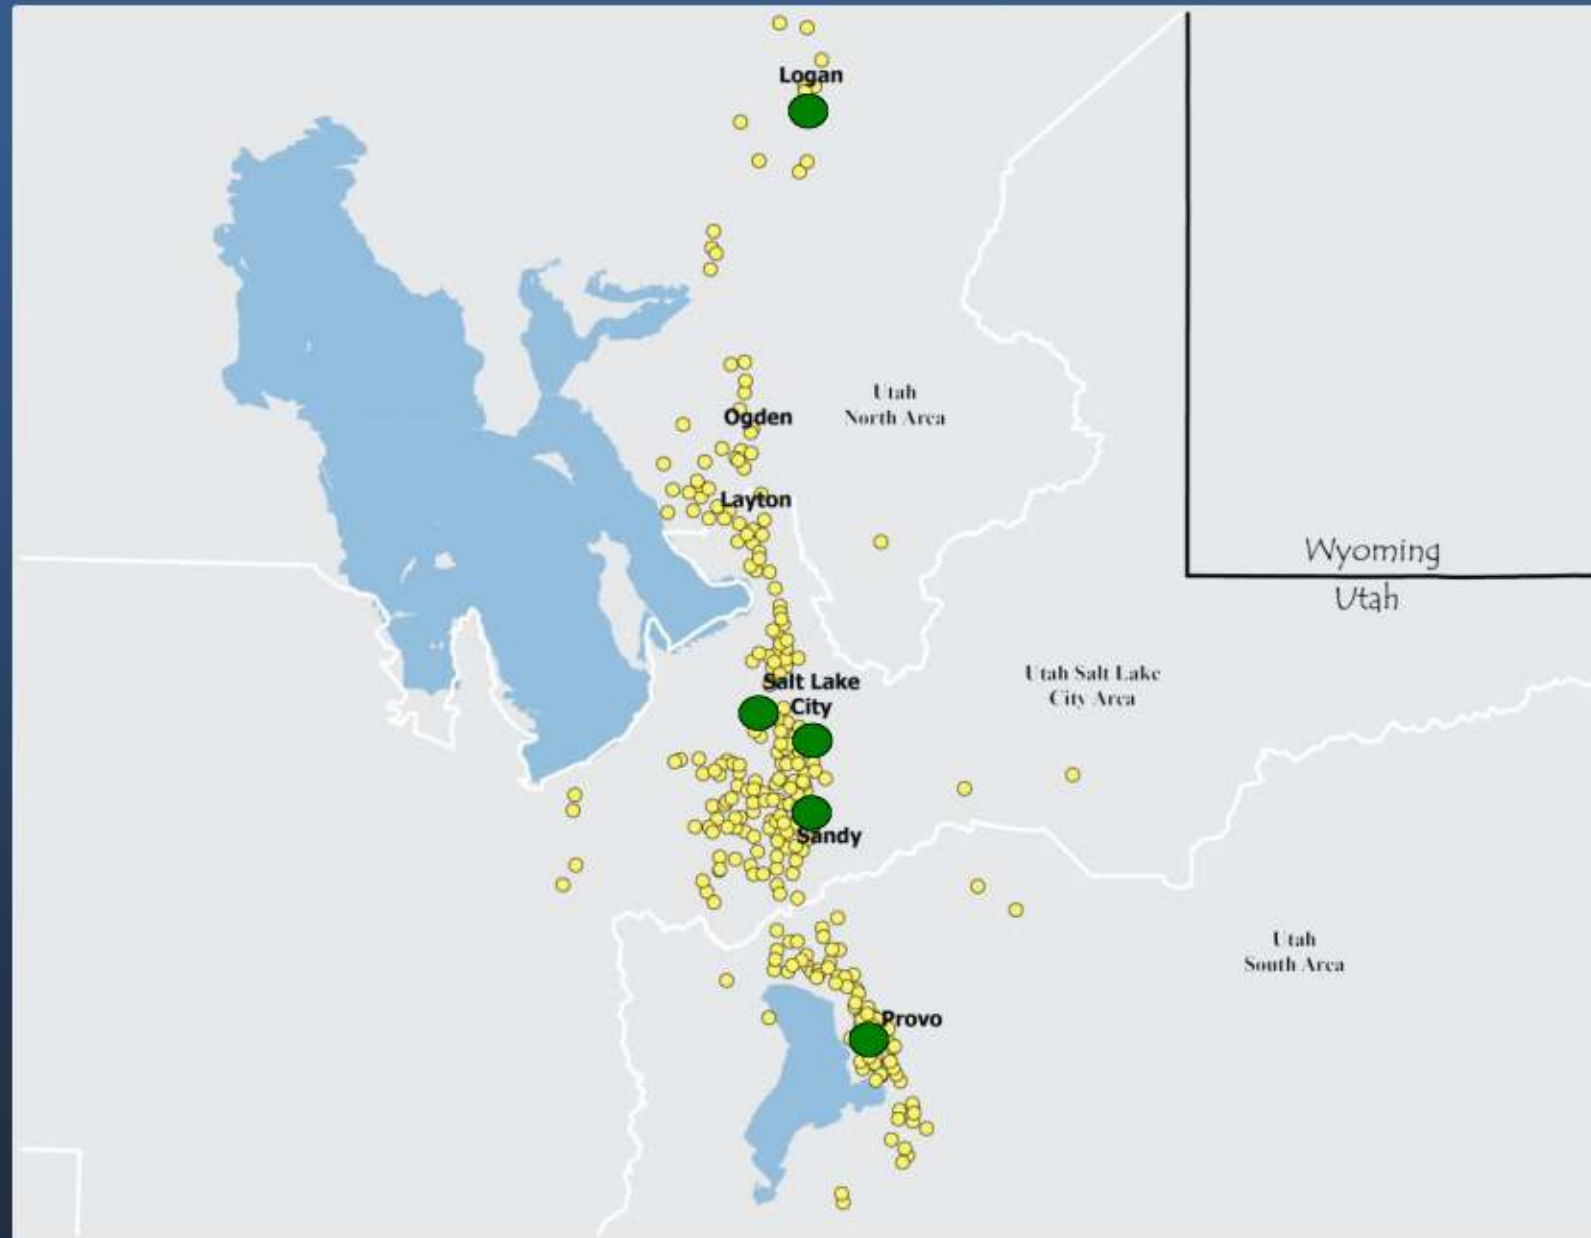 Logan
Utah
North Area
Ogden
Layton
Wyoming
Utah
Utah Salt Lake
City Area
Salt Lake
City
Sandy
Utah
South Area
Provo